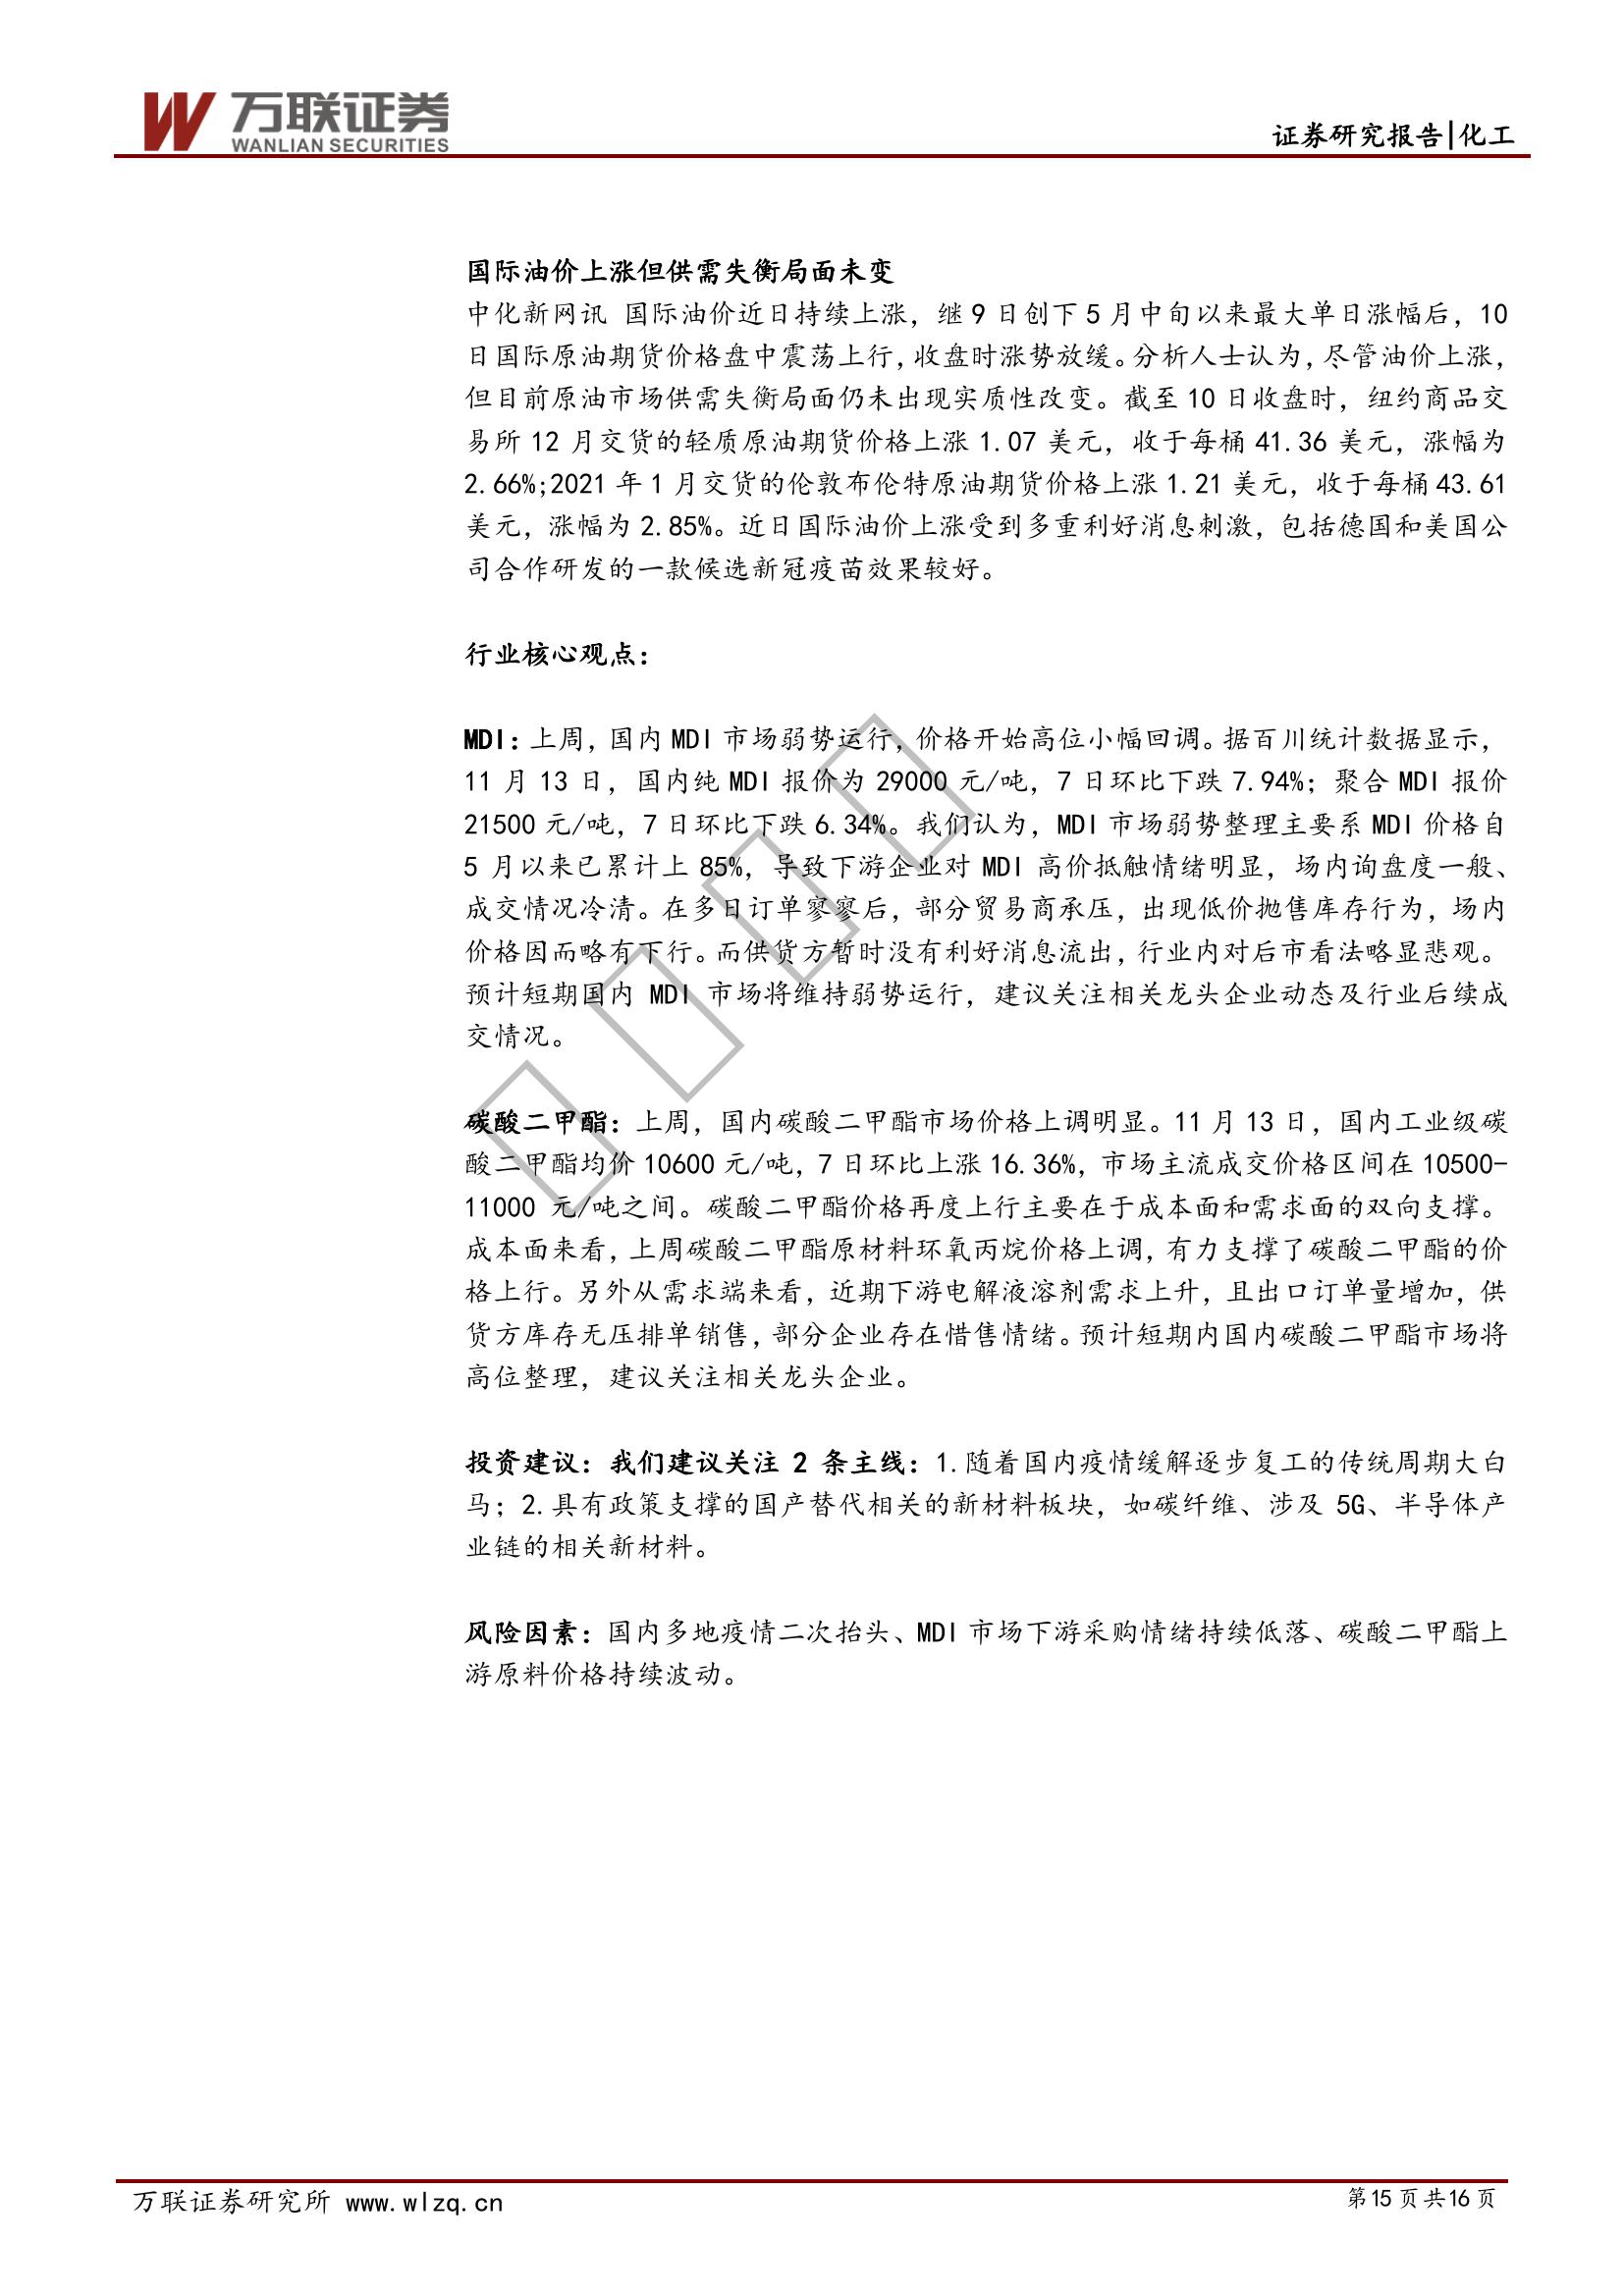 万联证券
WANLIAN SECURITIES
证券研究报告|化工
国际油价上涨但供需失衡局面未变
中化新网讯 国际油价近日持续上涨，继9日创下5月中旬以来最大单日涨幅后，10
日国际原油期货价格盘中震荡上行，收盘时涨势放缓。分析人士认为，尽管油价上涨，
但目前原油市场供需失衡局面仍未出现实质性改变。截至10日收盘时，纽约商品交
易所12月交货的轻质原油期货价格上涨1.07美元，收于每桶41.36美元，涨幅为
2.66%;2021年1月交货的伦敦布伦特原油期货价格上涨1.21美元，收于每桶43.61
美元，涨幅为2.85%。近日国际油价上涨受到多重利好消息刺激，包括德国和美国公
司合作研发的一款候选新冠疫苗效果较好。
行业核心观点：
MDI：上周，国内MDI市场弱势运行，价格开始高位小幅回调。据百川统计数据显示，
11月13日，国内纯MDI报价为29000元/吨，7日环比下跌7.94%；聚合MDI报价
21500元/吨，7日环比下跌6.34%。我们认为，MDI市场弱势整理主要系MDI价格自
5月以来已累计上85%，导致下游企业对MDI高价抵触情绪明显，场内询盘度一般、
成交情况冷清。在多日订单寥寥后，部分贸易商承压，出现低价抛售库存行为，场内
价格因而略有下行。而供货方暂时没有利好消息流出，行业内对后市看法略显悲观。
预计短期国内 MDI 市场将维持弱势运行，建议关注相关龙头企业动态及行业后续成
交情况。
碳酸二甲酯：上周，国内碳酸二甲酯市场价格上调明显。11月13日，国内工业级碳
酸二甲酯均价10600元/吨，7日环比上涨16.36%，市场主流成交价格区间在10500-
11000 元/吨之间。碳酸二甲酯价格再度上行主要在于成本面和需求面的双向支撑。
成本面来看，上周碳酸二甲酯原材料环氧丙烷价格上调，有力支撑了碳酸二甲酯的价
格上行。另外从需求端来看，近期下游电解液溶剂需求上升，且出口订单量增加，供
货方库存无压排单销售，部分企业存在惜售情绪。预计短期内国内碳酸二甲酯市场将
高位整理，建议关注相关龙头企业。
投资建议：我们建议关注 2 条主线：1.随着国内疫情缓解逐步复工的传统周期大白
马；2.具有政策支撑的国产替代相关的新材料板块，如碳纤维、涉及 5G、半导体产
业链的相关新材料。
风险因素：国内多地疫情二次抬头、MDI市场下游采购情绪持续低落、碳酸二甲酯上
游原料价格持续波动。
万联证券研究所 www.wlzq.cn
第15页共16页